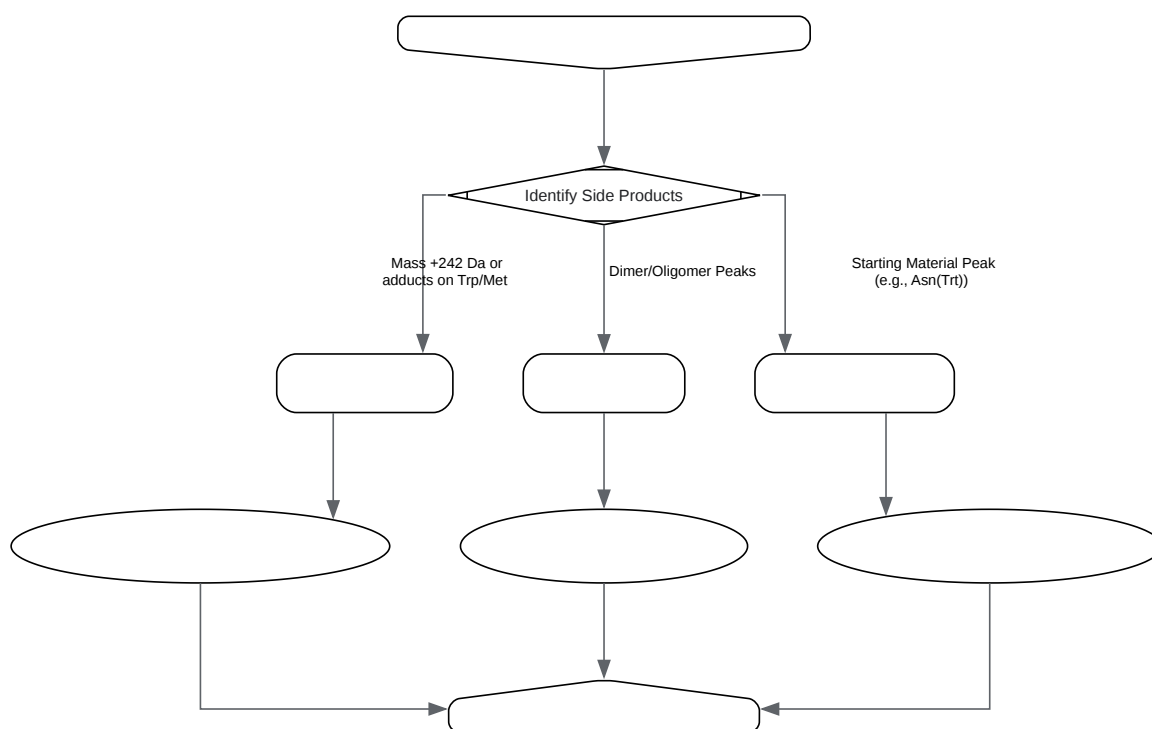 Identify Side Products
Mass +242 Da or
adducts on Trp/Met
Dimer/Oligomer Peaks
Starting Material Peak
(e.g., Asn(Trt))